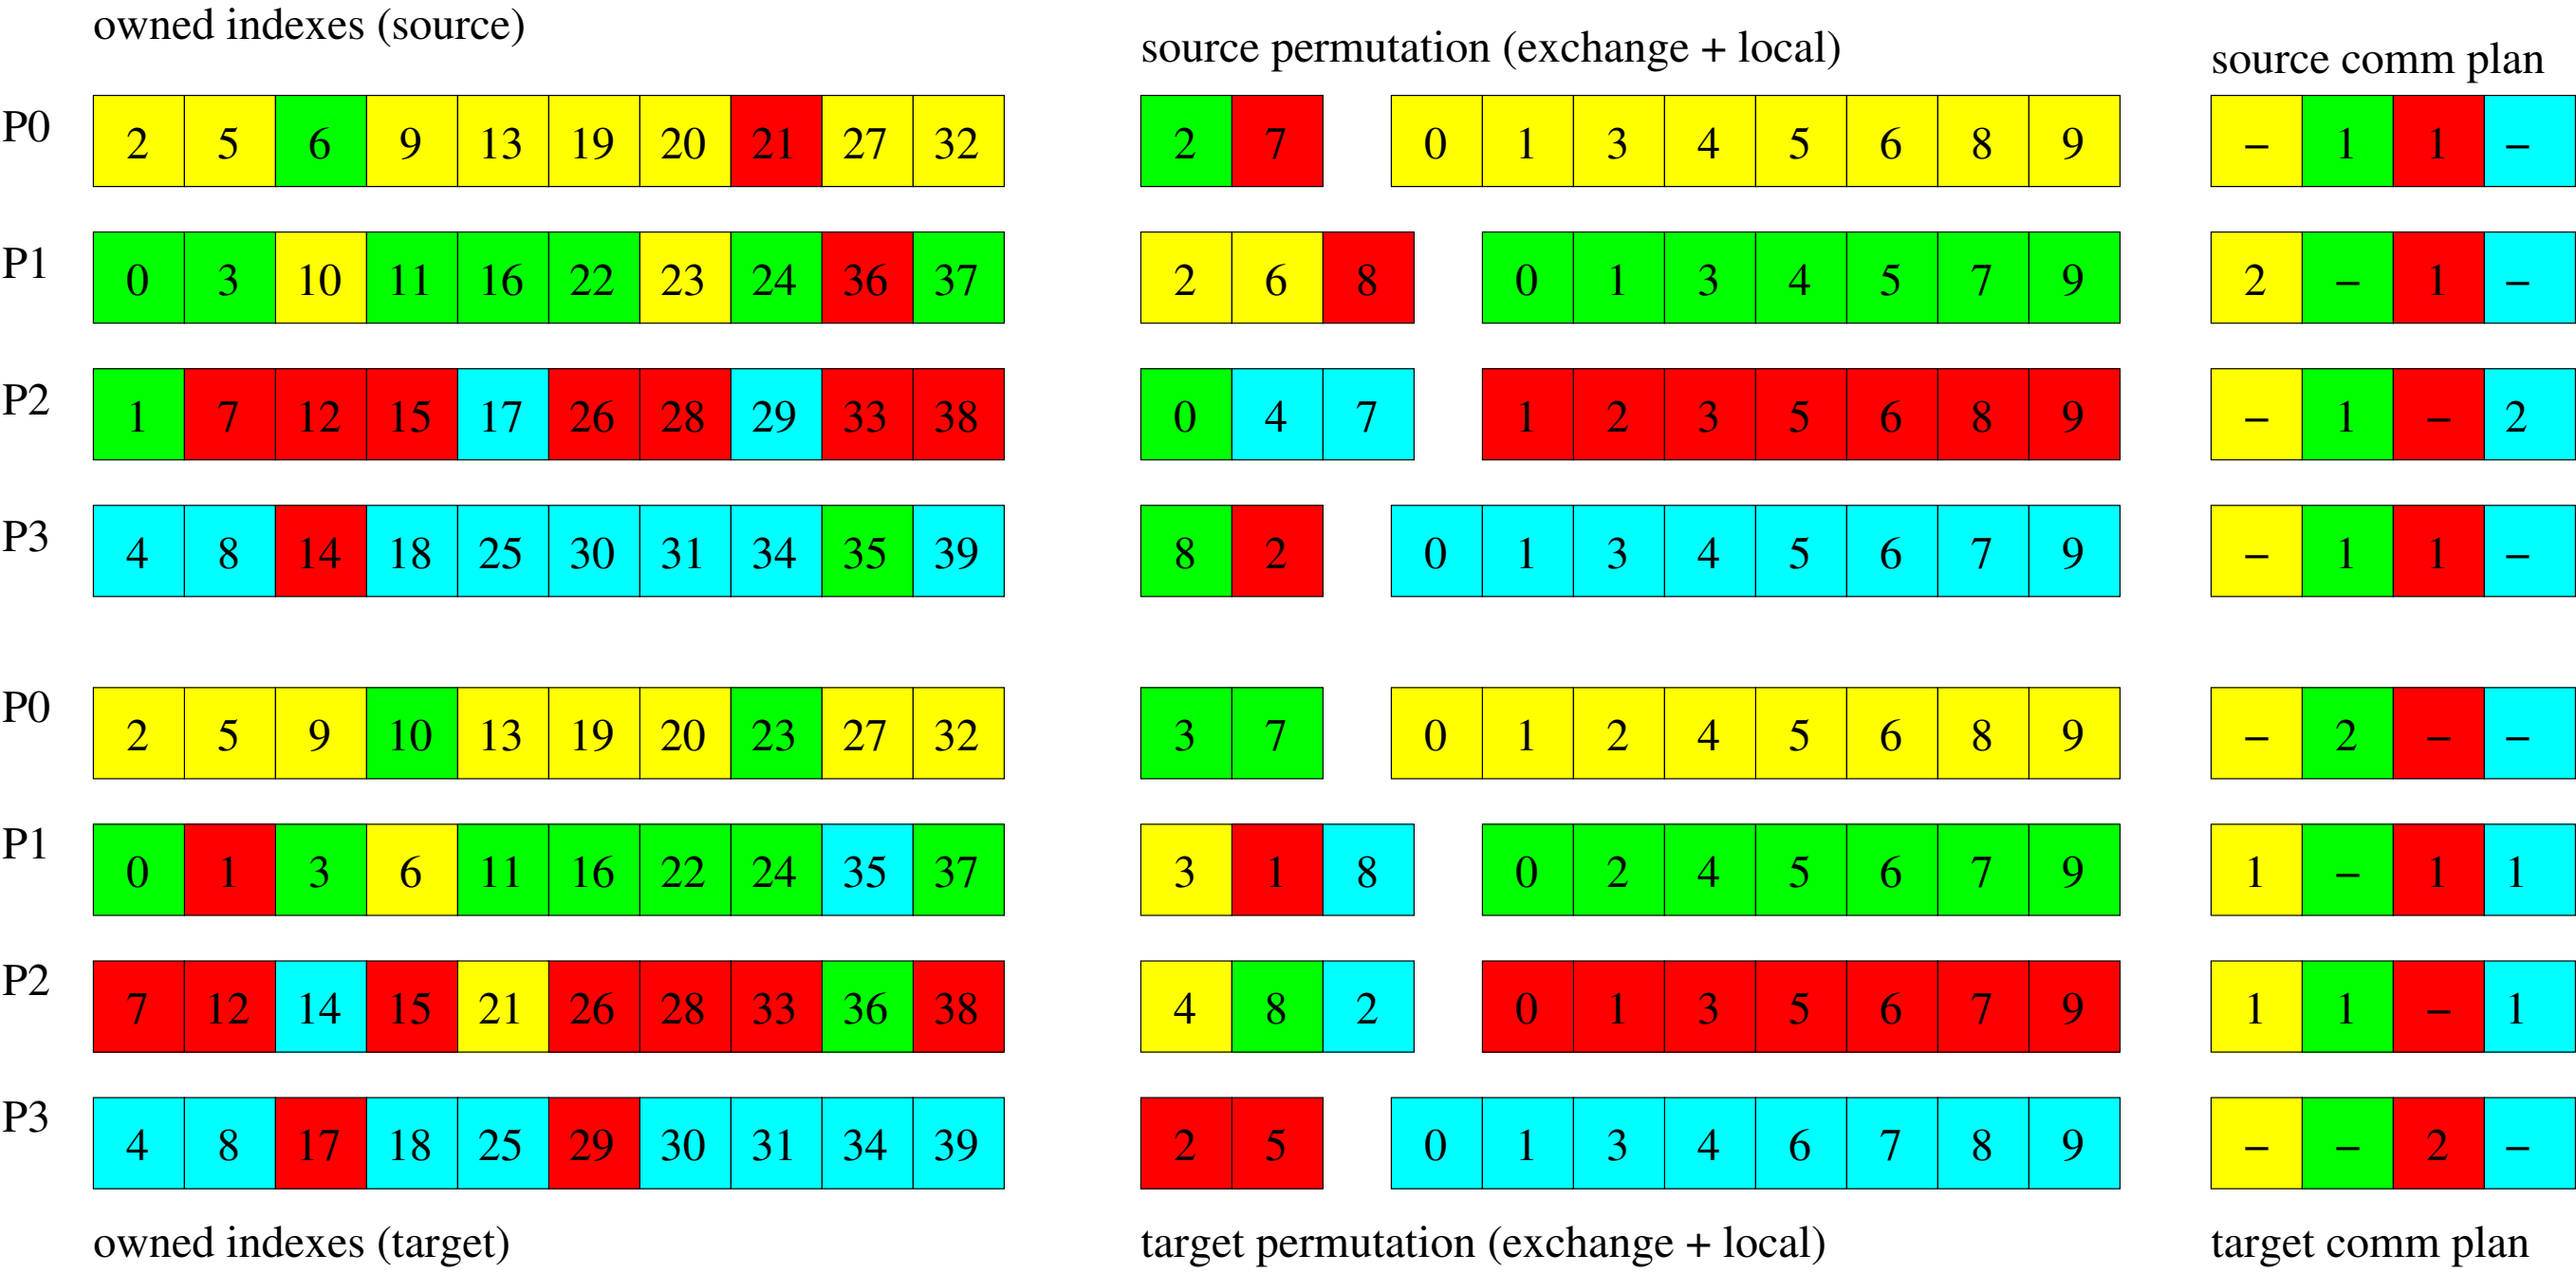 owned indexes (source)
source permutation (exchange + local)
source comm plan
P0 2 5 6 9 13 19 20 21 27 32 2 7 0 1 3 4 5 6 8 9 – 1 1 –
P1 0 3 10 11 16 22 23 24 36 37 2 6 8 0 1 3 4 5 7 9 2 – 1 –
P2 1 7 12 15 17 26 28 29 33 38 0 4 7 1 2 3 5 6 8 9 – 1 – 2
P3 4 8 14 18 25 30 31 34 35 39 8 2 0 1 3 4 5 6 7 9 – 1 1 –
P0 2 5 9 10 13 19 20 23 27 32 3 7 0 1 2 4 5 6 8 9 – 2 – –
P1 0 1 3 6 11 16 22 24 35 37 3 1 8 0 2 4 5 6 7 9 1 – 1 1
P2 7 12 14 15 21 26 28 33 36 38 4 8 2 0 1 3 5 6 7 9 1 1 – 1
P3 4 8 17 18 25 29 30 31 34 39 2 5 0 1 3 4 6 7 8 9 – – 2 –
owned indexes (target)
target permutation (exchange + local)
target comm plan